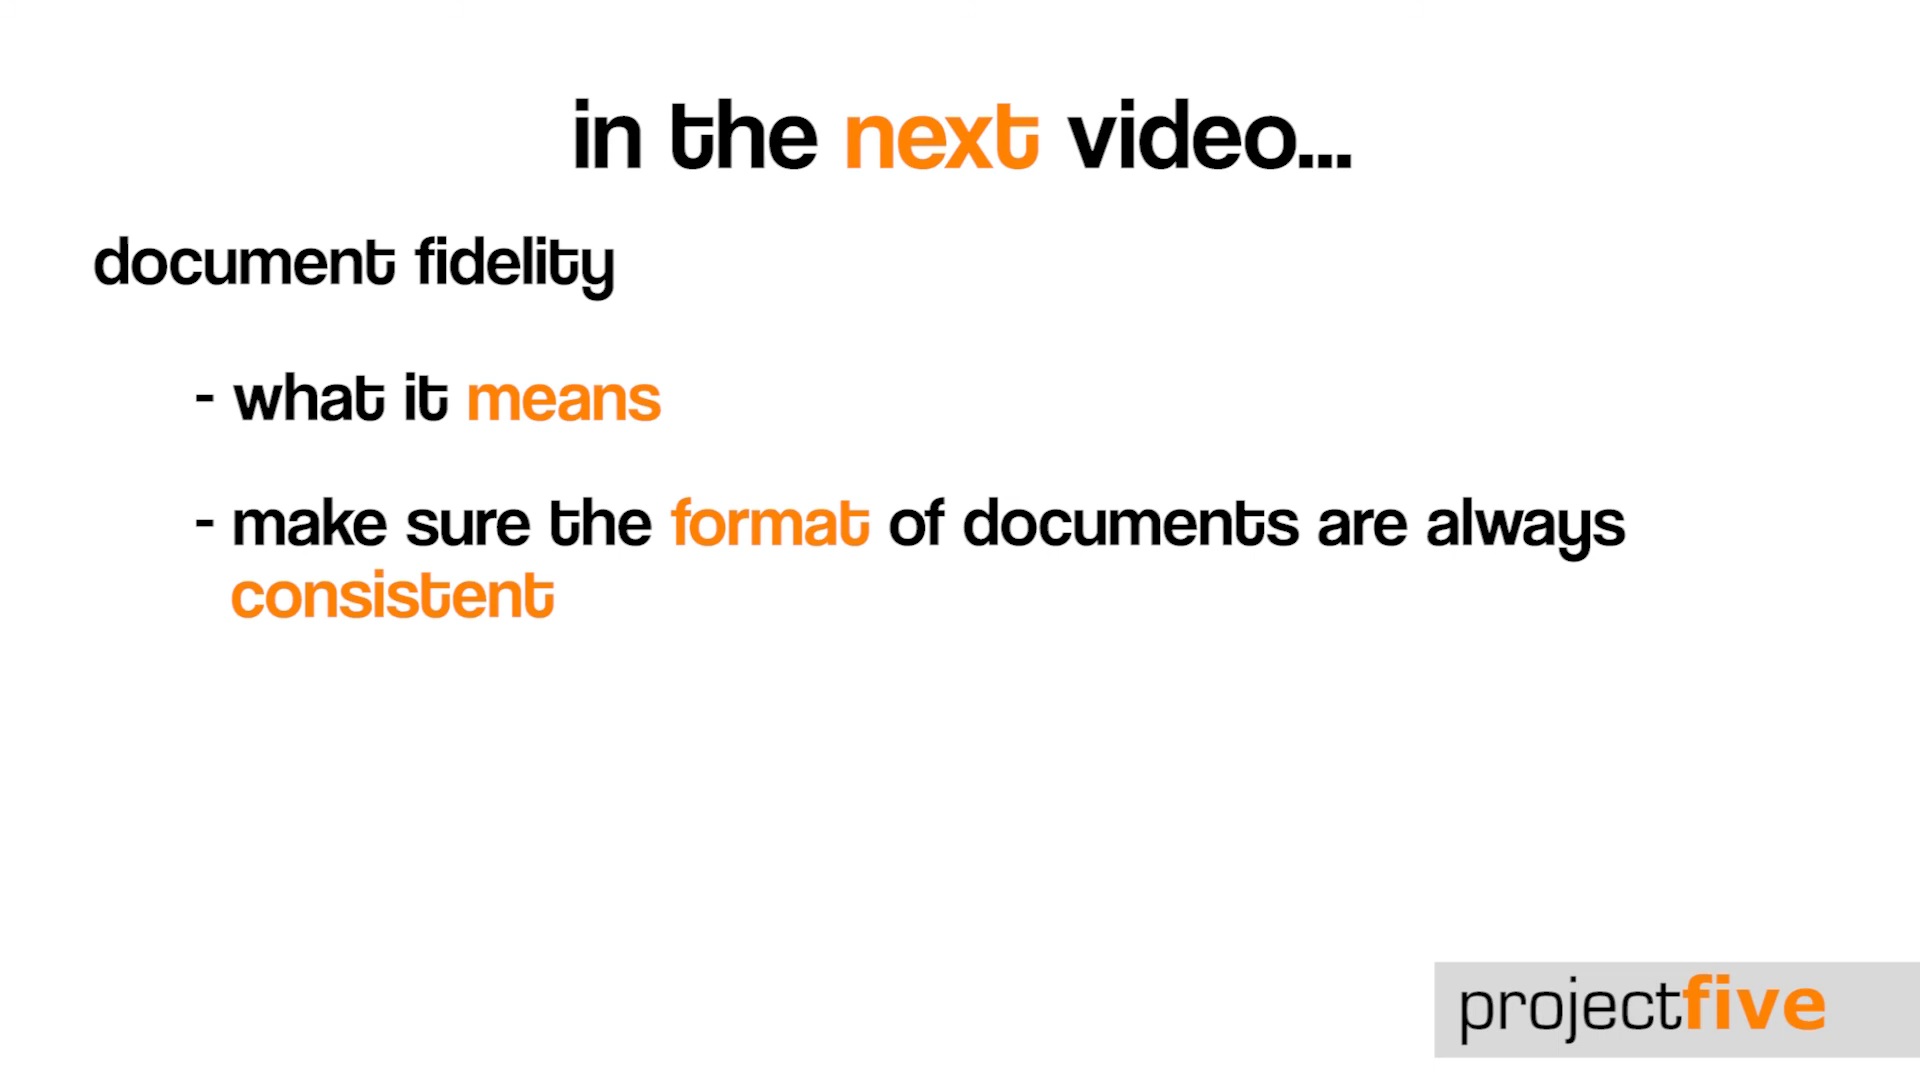 in the next video...
document fidelity
- what it means
- make sure the format of documents are always
consistent
projectfive